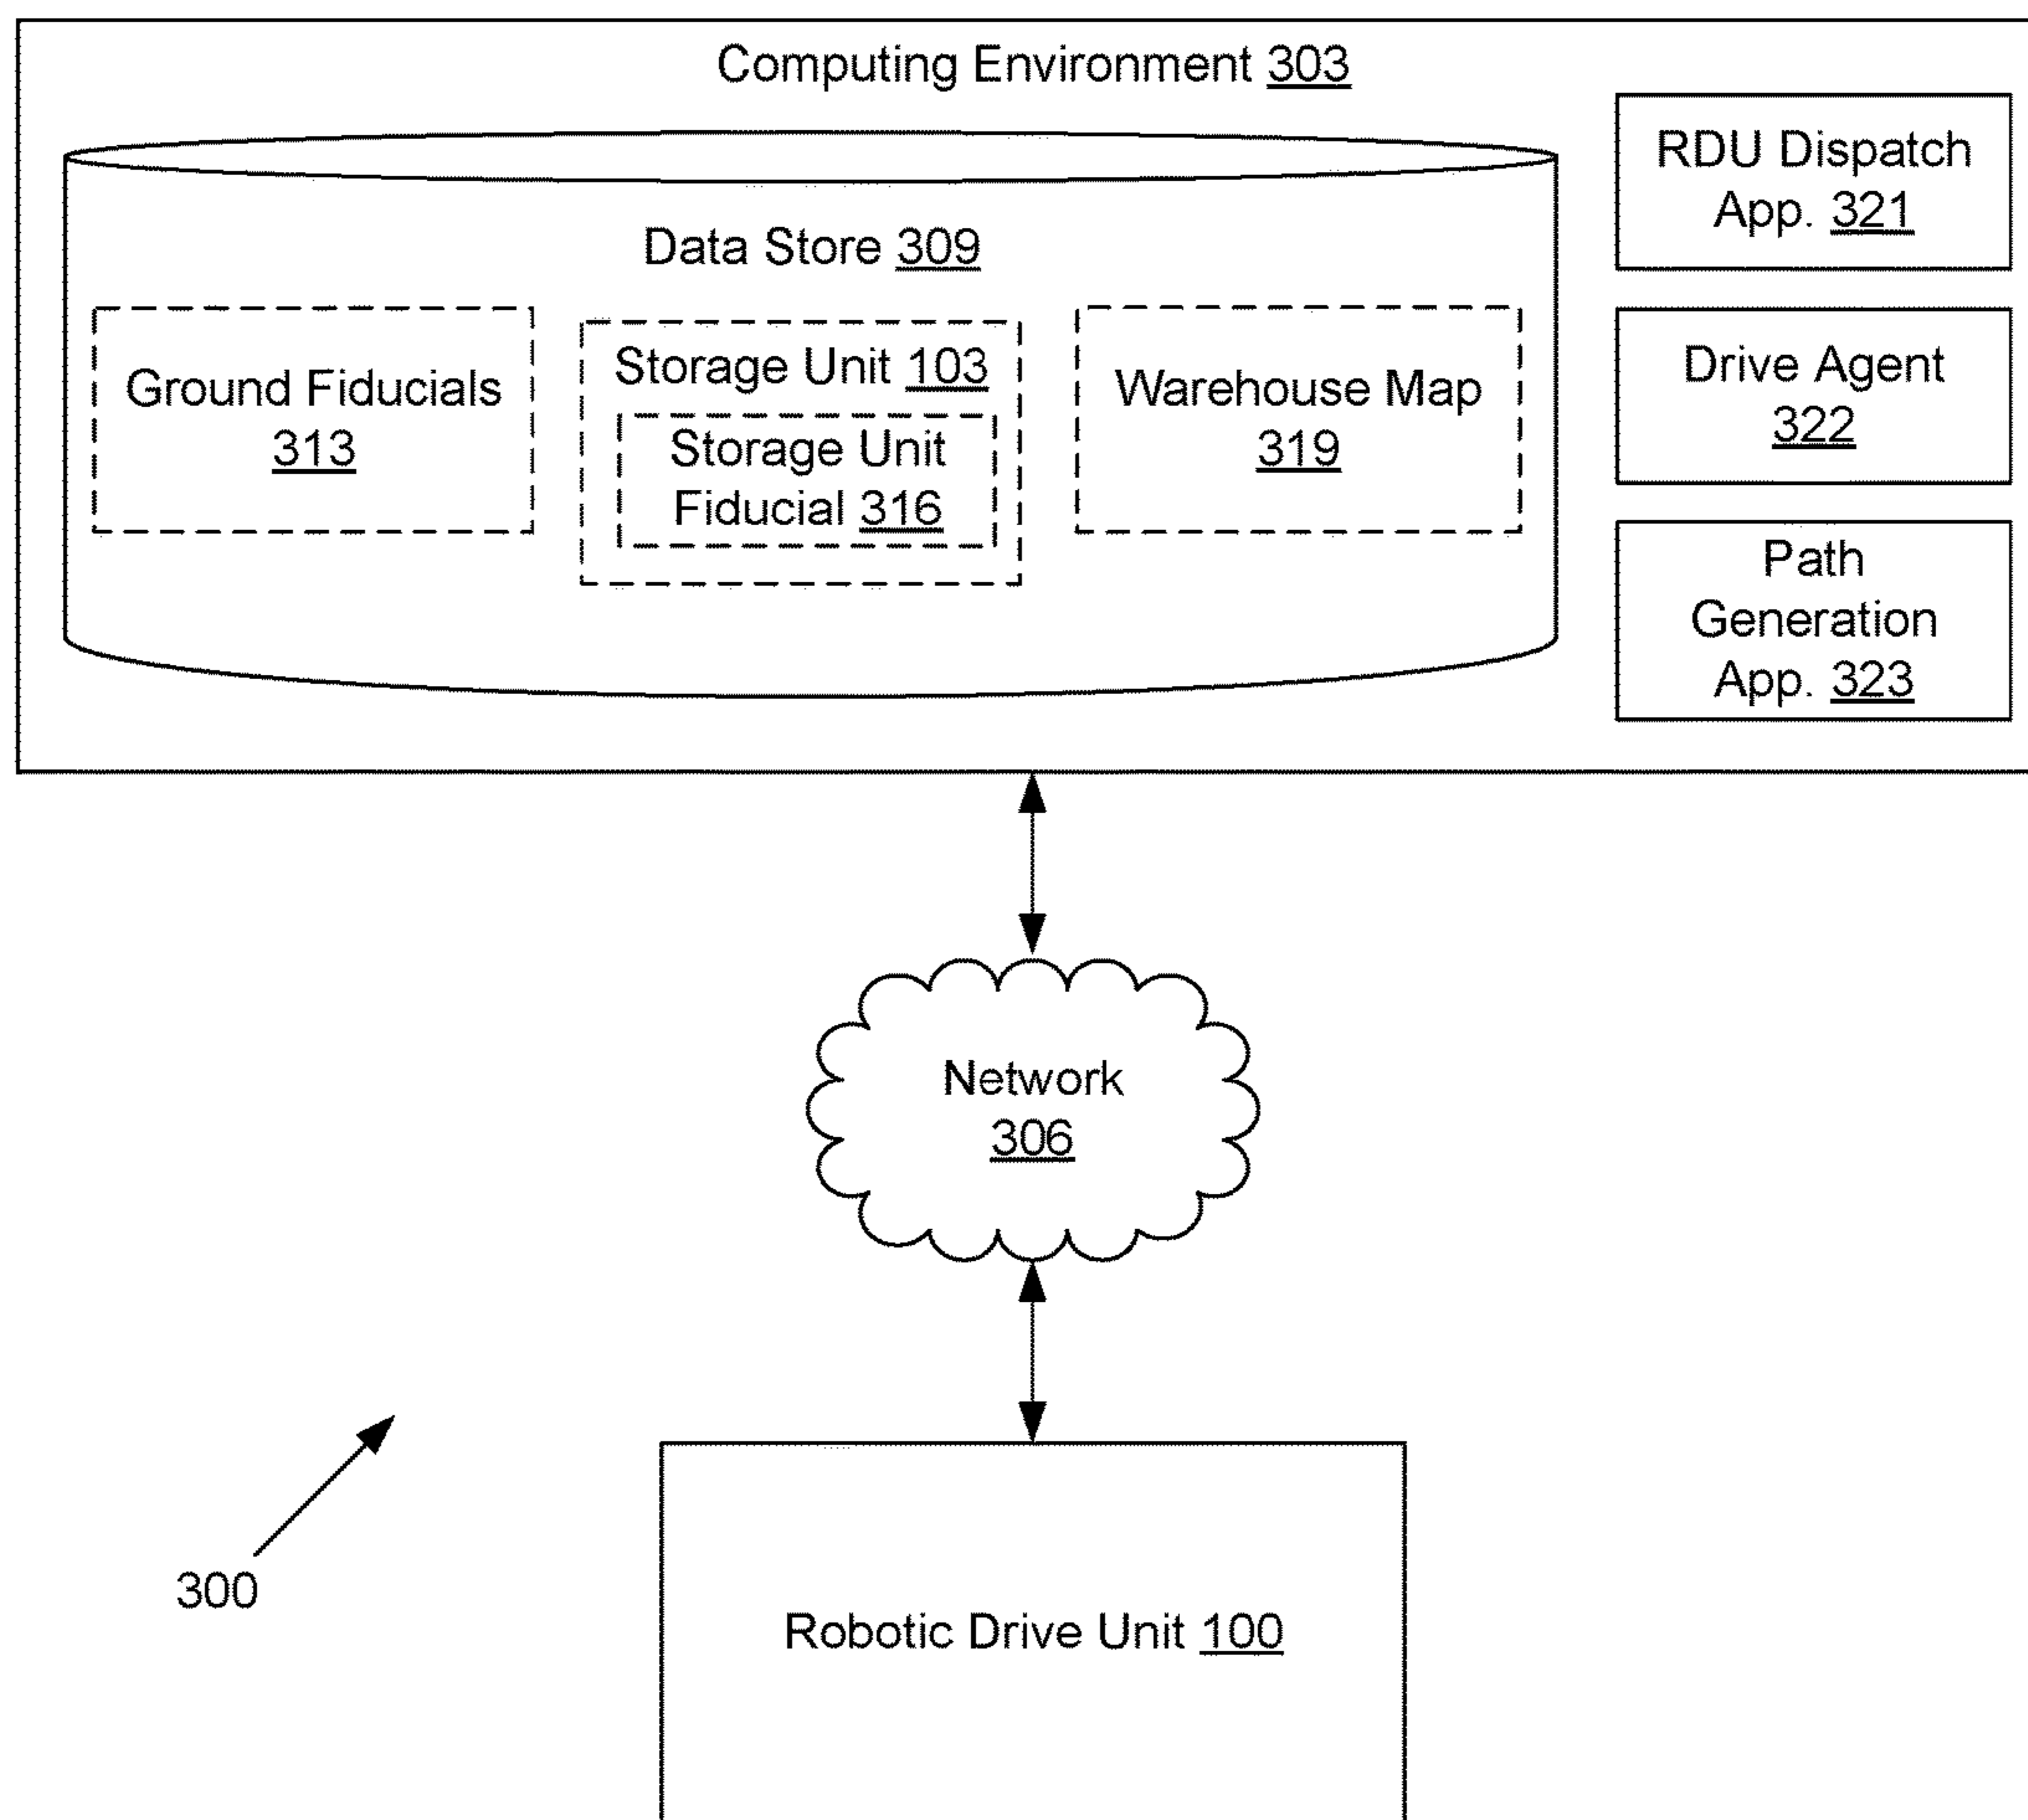 Computing Environment 303
Data Store 309
Ground Fiducials
313
Storage Unit 103
Storage Unit
Fiducial 316
Warehouse Map
319
RDU Dispatch
App. 321
Drive Agent
322
Path
Generation
App. 323
Network
306
300
Robotic Drive Unit 100